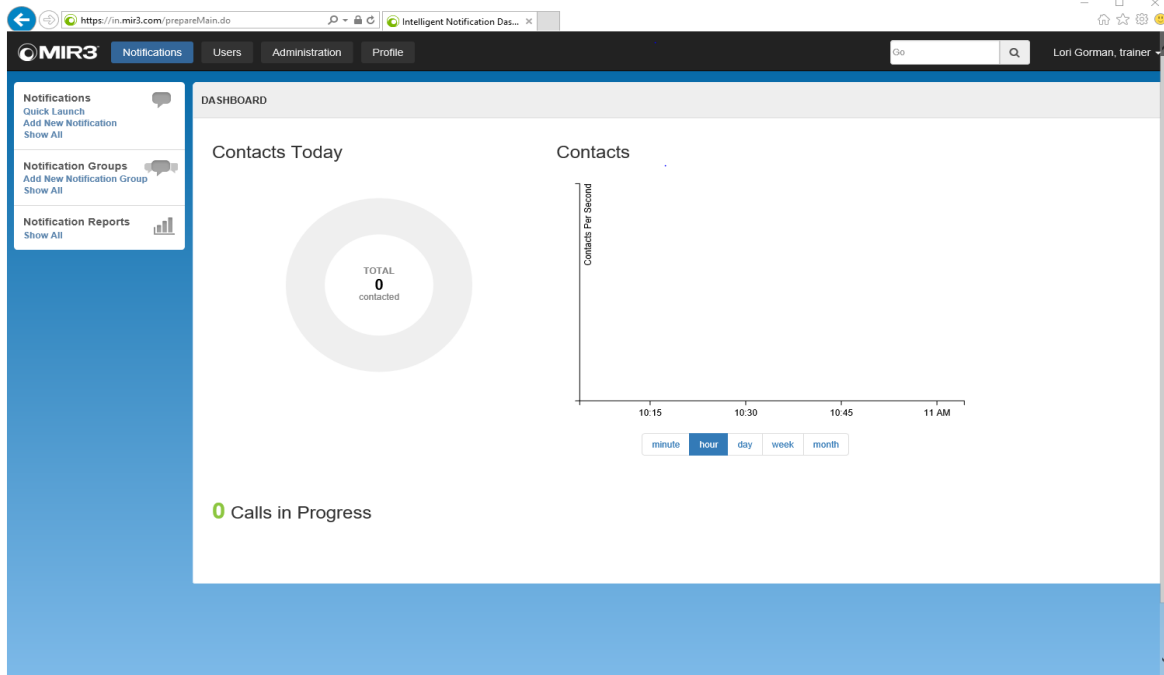 https://in.mir3.com/prepareMain.do
Intelligent Notification Das...
MIR3
Notifications
Users
Administration
Profile
Go
Lori Gorman, trainer
Notifications
Quick Launch
Add New Notification
Show All
Notification Groups
Add New Notification Group
Show All
Notification Reports
Show All
DASHBOARD
Contacts Today
TOTAL
0
contacted
Contacts
Contacts Per Second
10:15 10:30 10:45 11 AM
minute hour day week month
0 Calls in Progress